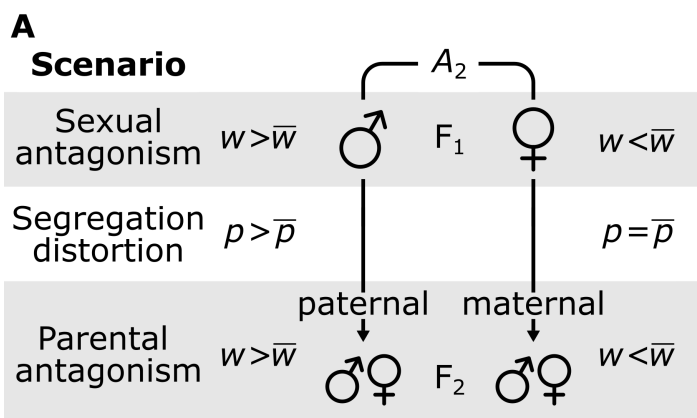 A
Scenario
A₂
Sexual antagonism
w > w̅
♂
F₁
♀
w < w̅
Segregation distortion
p > p̅
p = p̅
paternal
maternal
Parental antagonism
w > w̅
♂♀
F₂
♂♀
w < w̅